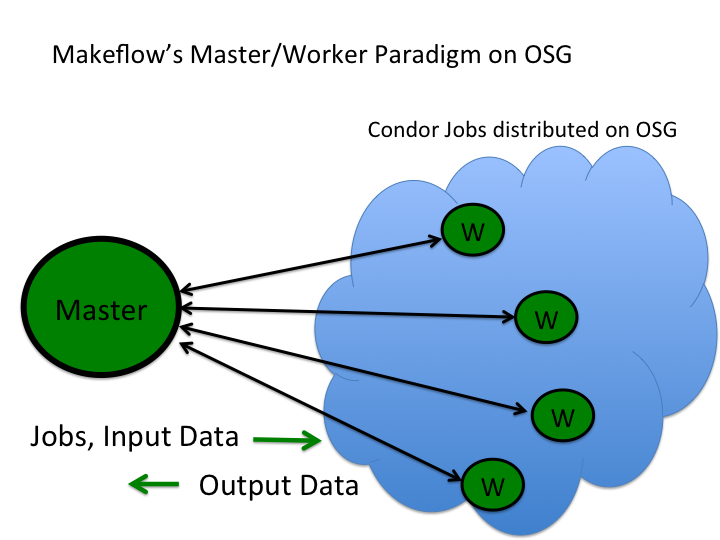 Makeflow's Master/Worker Paradigm on OSG
Condor Jobs distributed on OSG
W
Master
W
W
Jobs, Input Data
Output Data
W